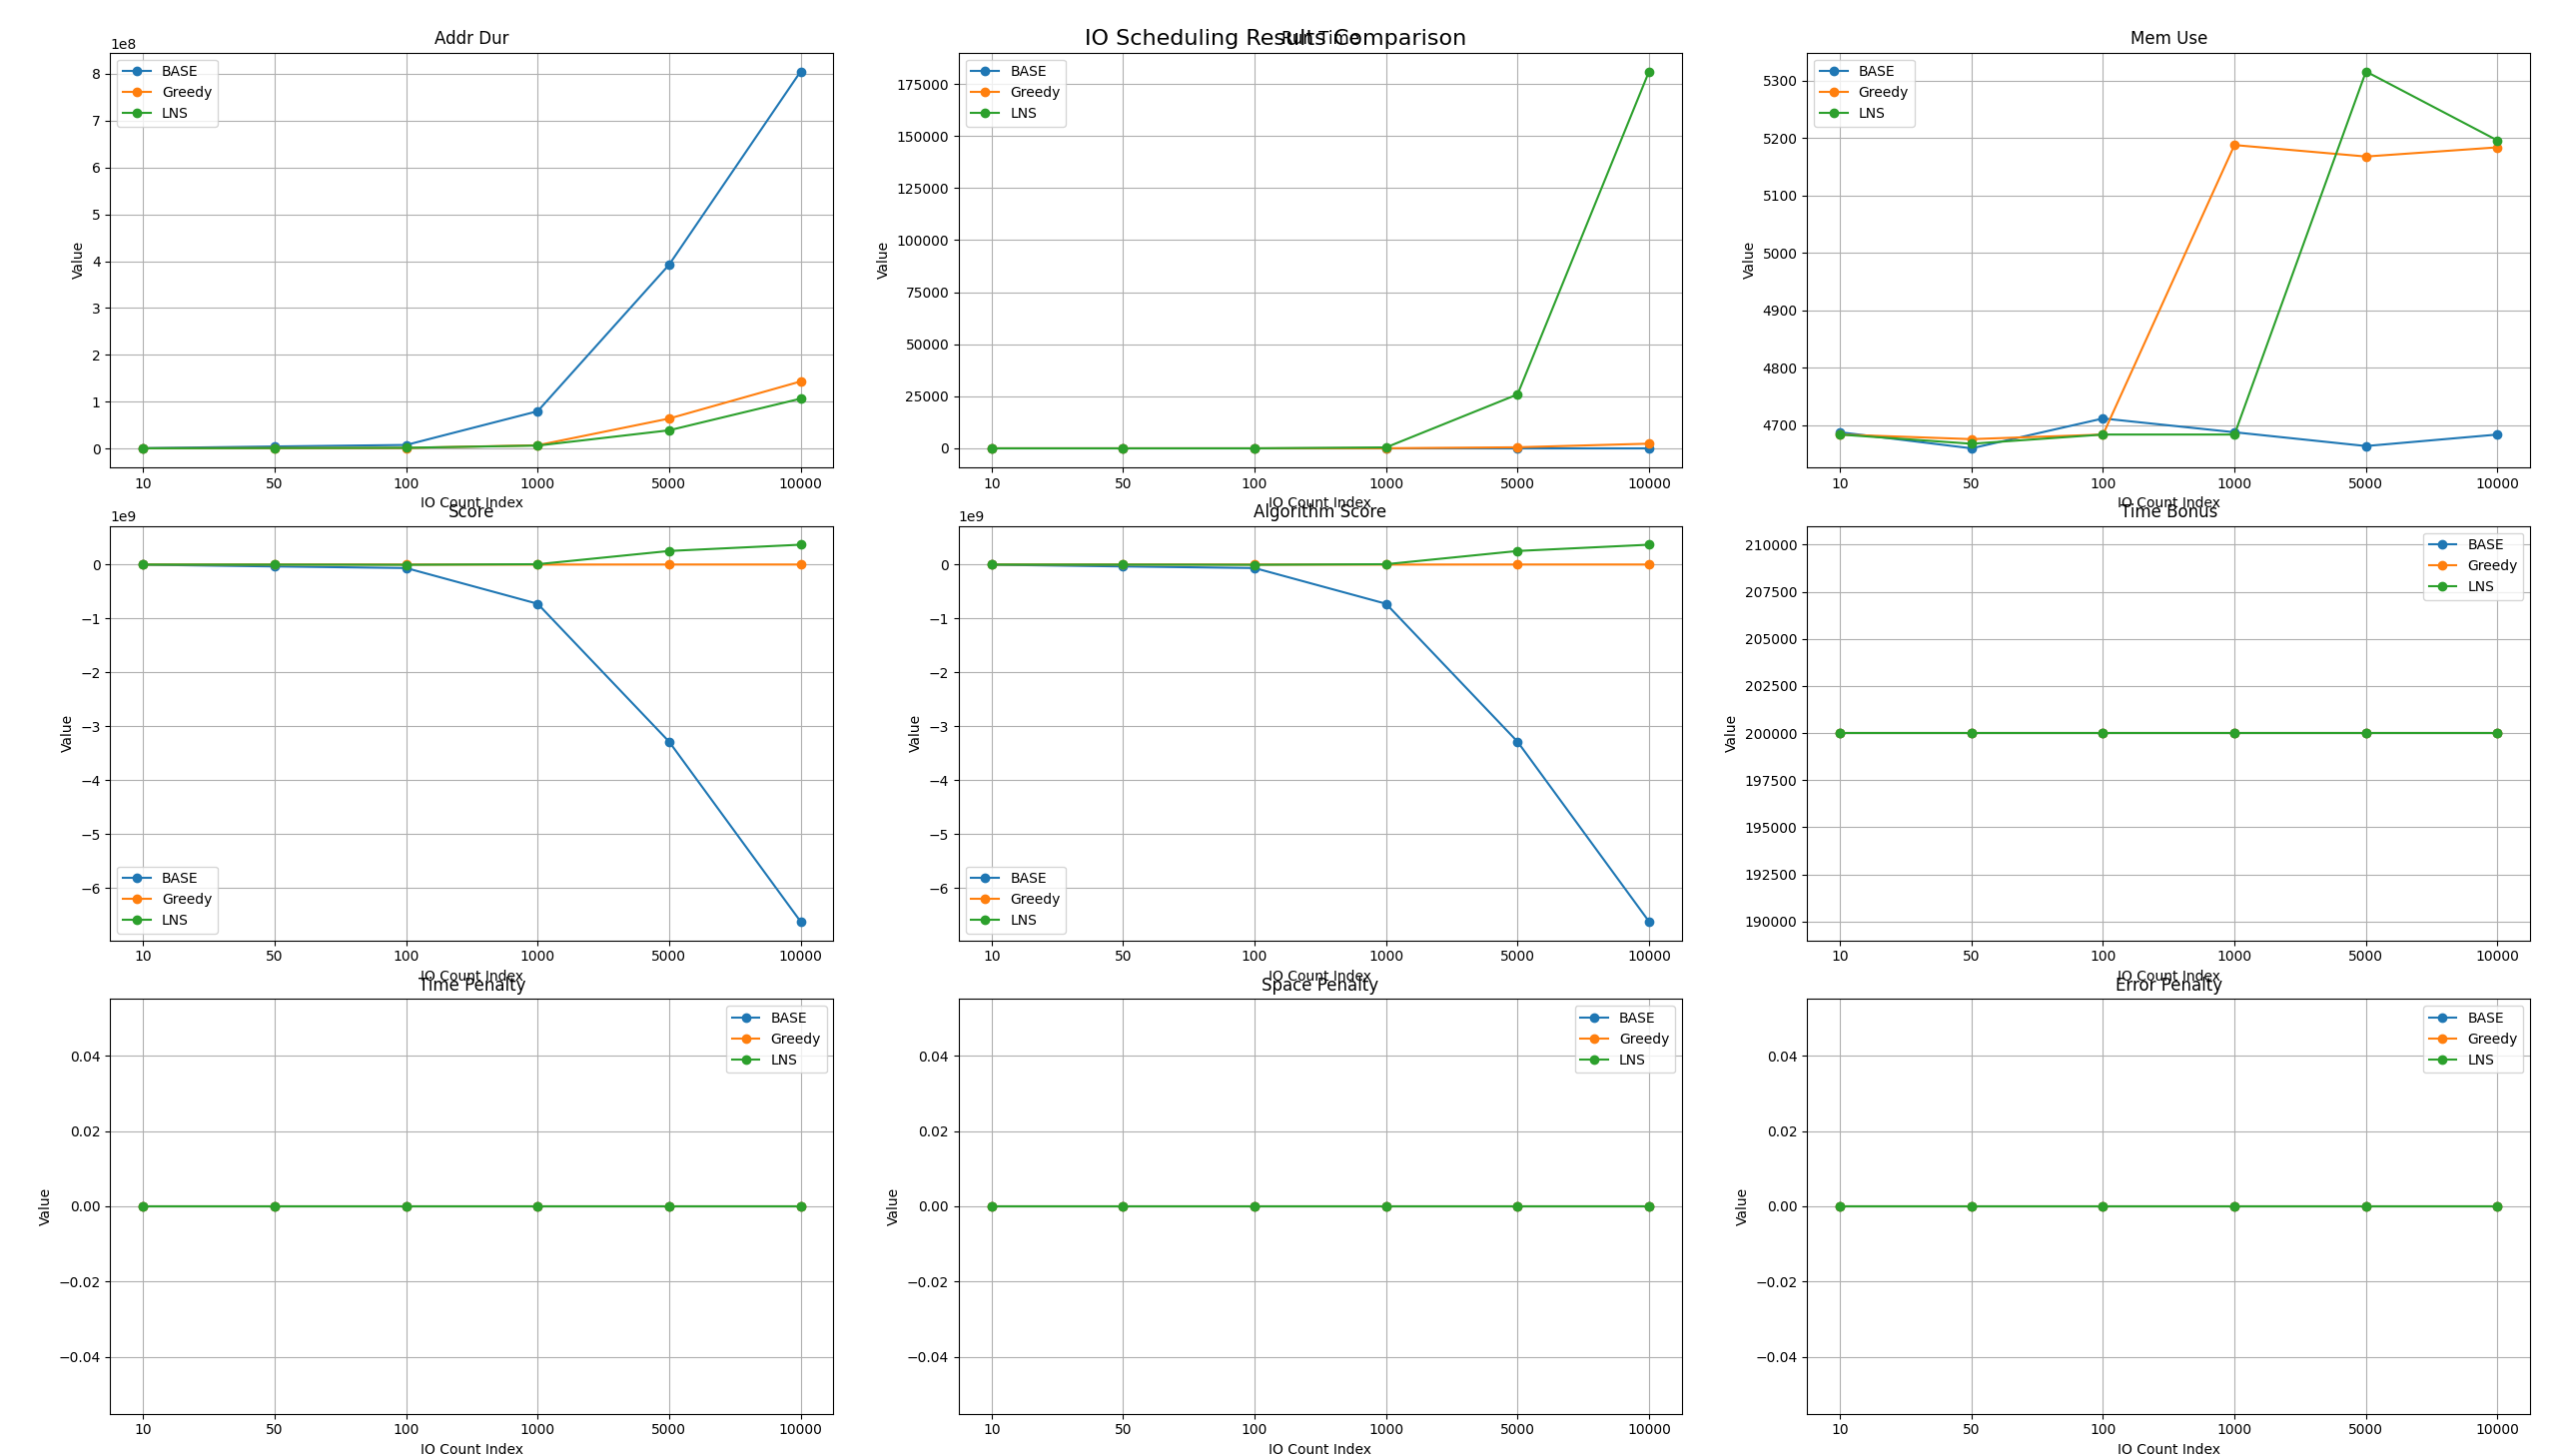 IO Scheduling Results Comparison
Addr Dur
1e8
BASE
Greedy
LNS
8
7
6
5
4
3
2
1
0
Value
10 50 100 1000 5000 10000
IO Count Index
Run Time
BASE
Greedy
LNS
175000
150000
125000
100000
75000
50000
25000
0
Value
10 50 100 1000 5000 10000
IO Count Index
Mem Use
BASE
Greedy
LNS
5300
5200
5100
5000
4900
4800
4700
Value
10 50 100 1000 5000 10000
IO Count Index
Score
1e9
0
−1
−2
−3
−4
−5
−6
Value
BASE
Greedy
LNS
10 50 100 1000 5000 10000
IO Count Index
Algorithm Score
1e9
0
−1
−2
−3
−4
−5
−6
Value
BASE
Greedy
LNS
10 50 100 1000 5000 10000
IO Count Index
Time Bonus
BASE
Greedy
LNS
210000
207500
205000
202500
200000
197500
195000
192500
190000
Value
10 50 100 1000 5000 10000
IO Count Index
Time Penalty
BASE
Greedy
LNS
0.04
0.02
0.00
−0.02
−0.04
Value
10 50 100 1000 5000 10000
IO Count Index
Space Penalty
BASE
Greedy
LNS
0.04
0.02
0.00
−0.02
−0.04
Value
10 50 100 1000 5000 10000
IO Count Index
Error Penalty
BASE
Greedy
LNS
0.04
0.02
0.00
−0.02
−0.04
Value
10 50 100 1000 5000 10000
IO Count Index